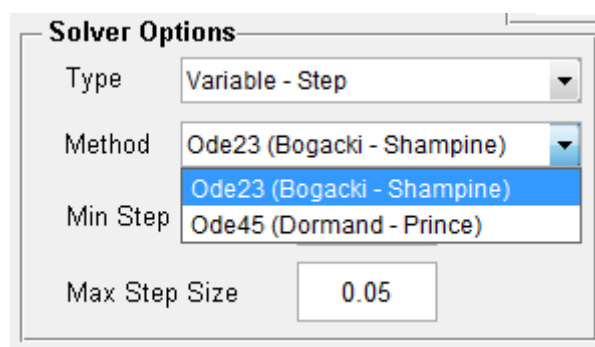 Solver Options
Type Variable - Step
Method Ode23 (Bogacki - Shampine)
Ode23 (Bogacki - Shampine)
Min Step Ode45 (Dormand - Prince)
Max Step Size 0.05